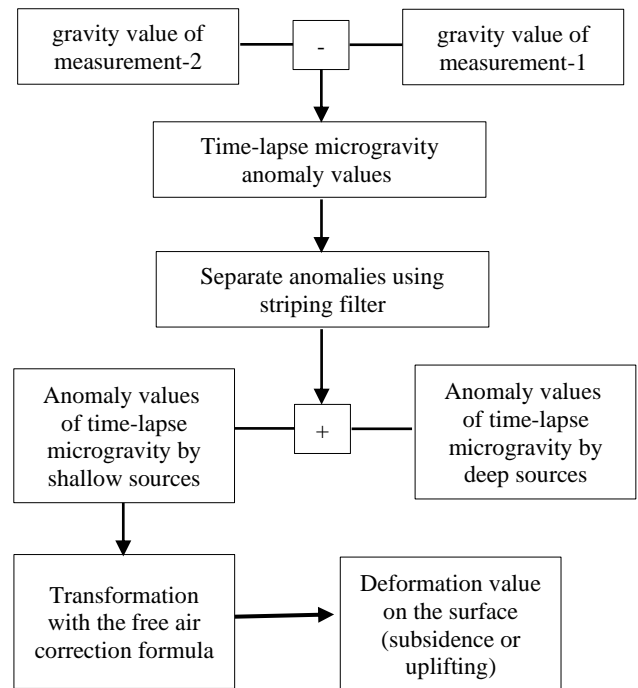 gravity value of
measurement-2
-
gravity value of
measurement-1
Time-lapse microgravity
anomaly values
Separate anomalies using
striping filter
Anomaly values
of time-lapse
microgravity by
shallow sources
+
Anomaly values
of time-lapse
microgravity by
deep sources
Transformation
with the free air
correction formula
Deformation value
on the surface
(subsidence or
uplifting)